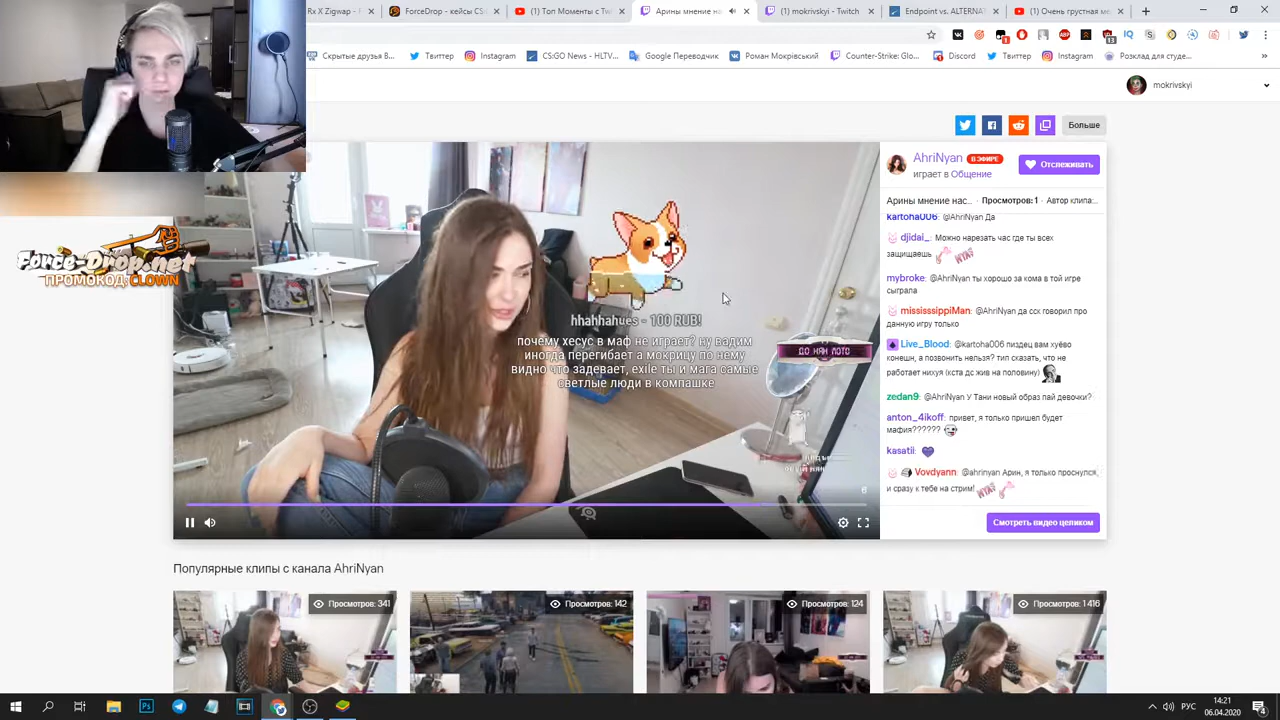 Rx X Zigwap -
ForceDrop - кейсы CS
(1) Топ Моменты с Тw
Арины мнение на
(1) mokrivskyi - Twitch
Endpoint vs. ALTERNA
(1) (Очень грустная
Скрытые друзья В...
Твиттер
Instagram
CS:GO News - HLTV...
Google Переводчик
Роман Мокрівський
Counter-Strike: Glo...
Discord
Твиттер
Instagram
Розклад для студе...
mokrivskyi
Больше
AhriNyan
В ЭФИРЕ
играет в Общение
Отслеживать
Арины мнение нас...
Просмотров: 1
Автор клипа:...
kartoha006: @AhriNyan Да
djidai_: Можно нарезать час где ты всех
защищаешь
mybroke: @AhriNyan ты хорошо за кома в той игре
сыграла
mississsippiMan: @AhriNyan да ссх говорил про
данную игру только
Live_Blood: @kartoha006 пиздец вам хуёво
конешн, а позвонить нельзя? тип сказать, что не
работает нихуя (кста дс жив на половину)
zedan9: @AhriNyan У Тани новый образ пай девочки?
anton_4ikoff: привет, я только пришел будет
мафия??????
kasatii:
Vovdyann: @ahrinyan Арин, я только проснулся,
и сразу к тебе на стрим!
Смотреть видео целиком
Force-Drop.net
ПРОМОКОД: CLOWN
hhahhahues - 100 RUB!
почему хесус в маф не играет? ну вадим
иногда перегибает а мокрицу по нему
видно что задевает, exile ты и мага самые
светлые люди в компашке
6
Популярные клипы с канала AhriNyan
Просмотров: 341
Просмотров: 142
Просмотров: 124
Просмотров: 1 416
РУС
14:21
06.04.2020